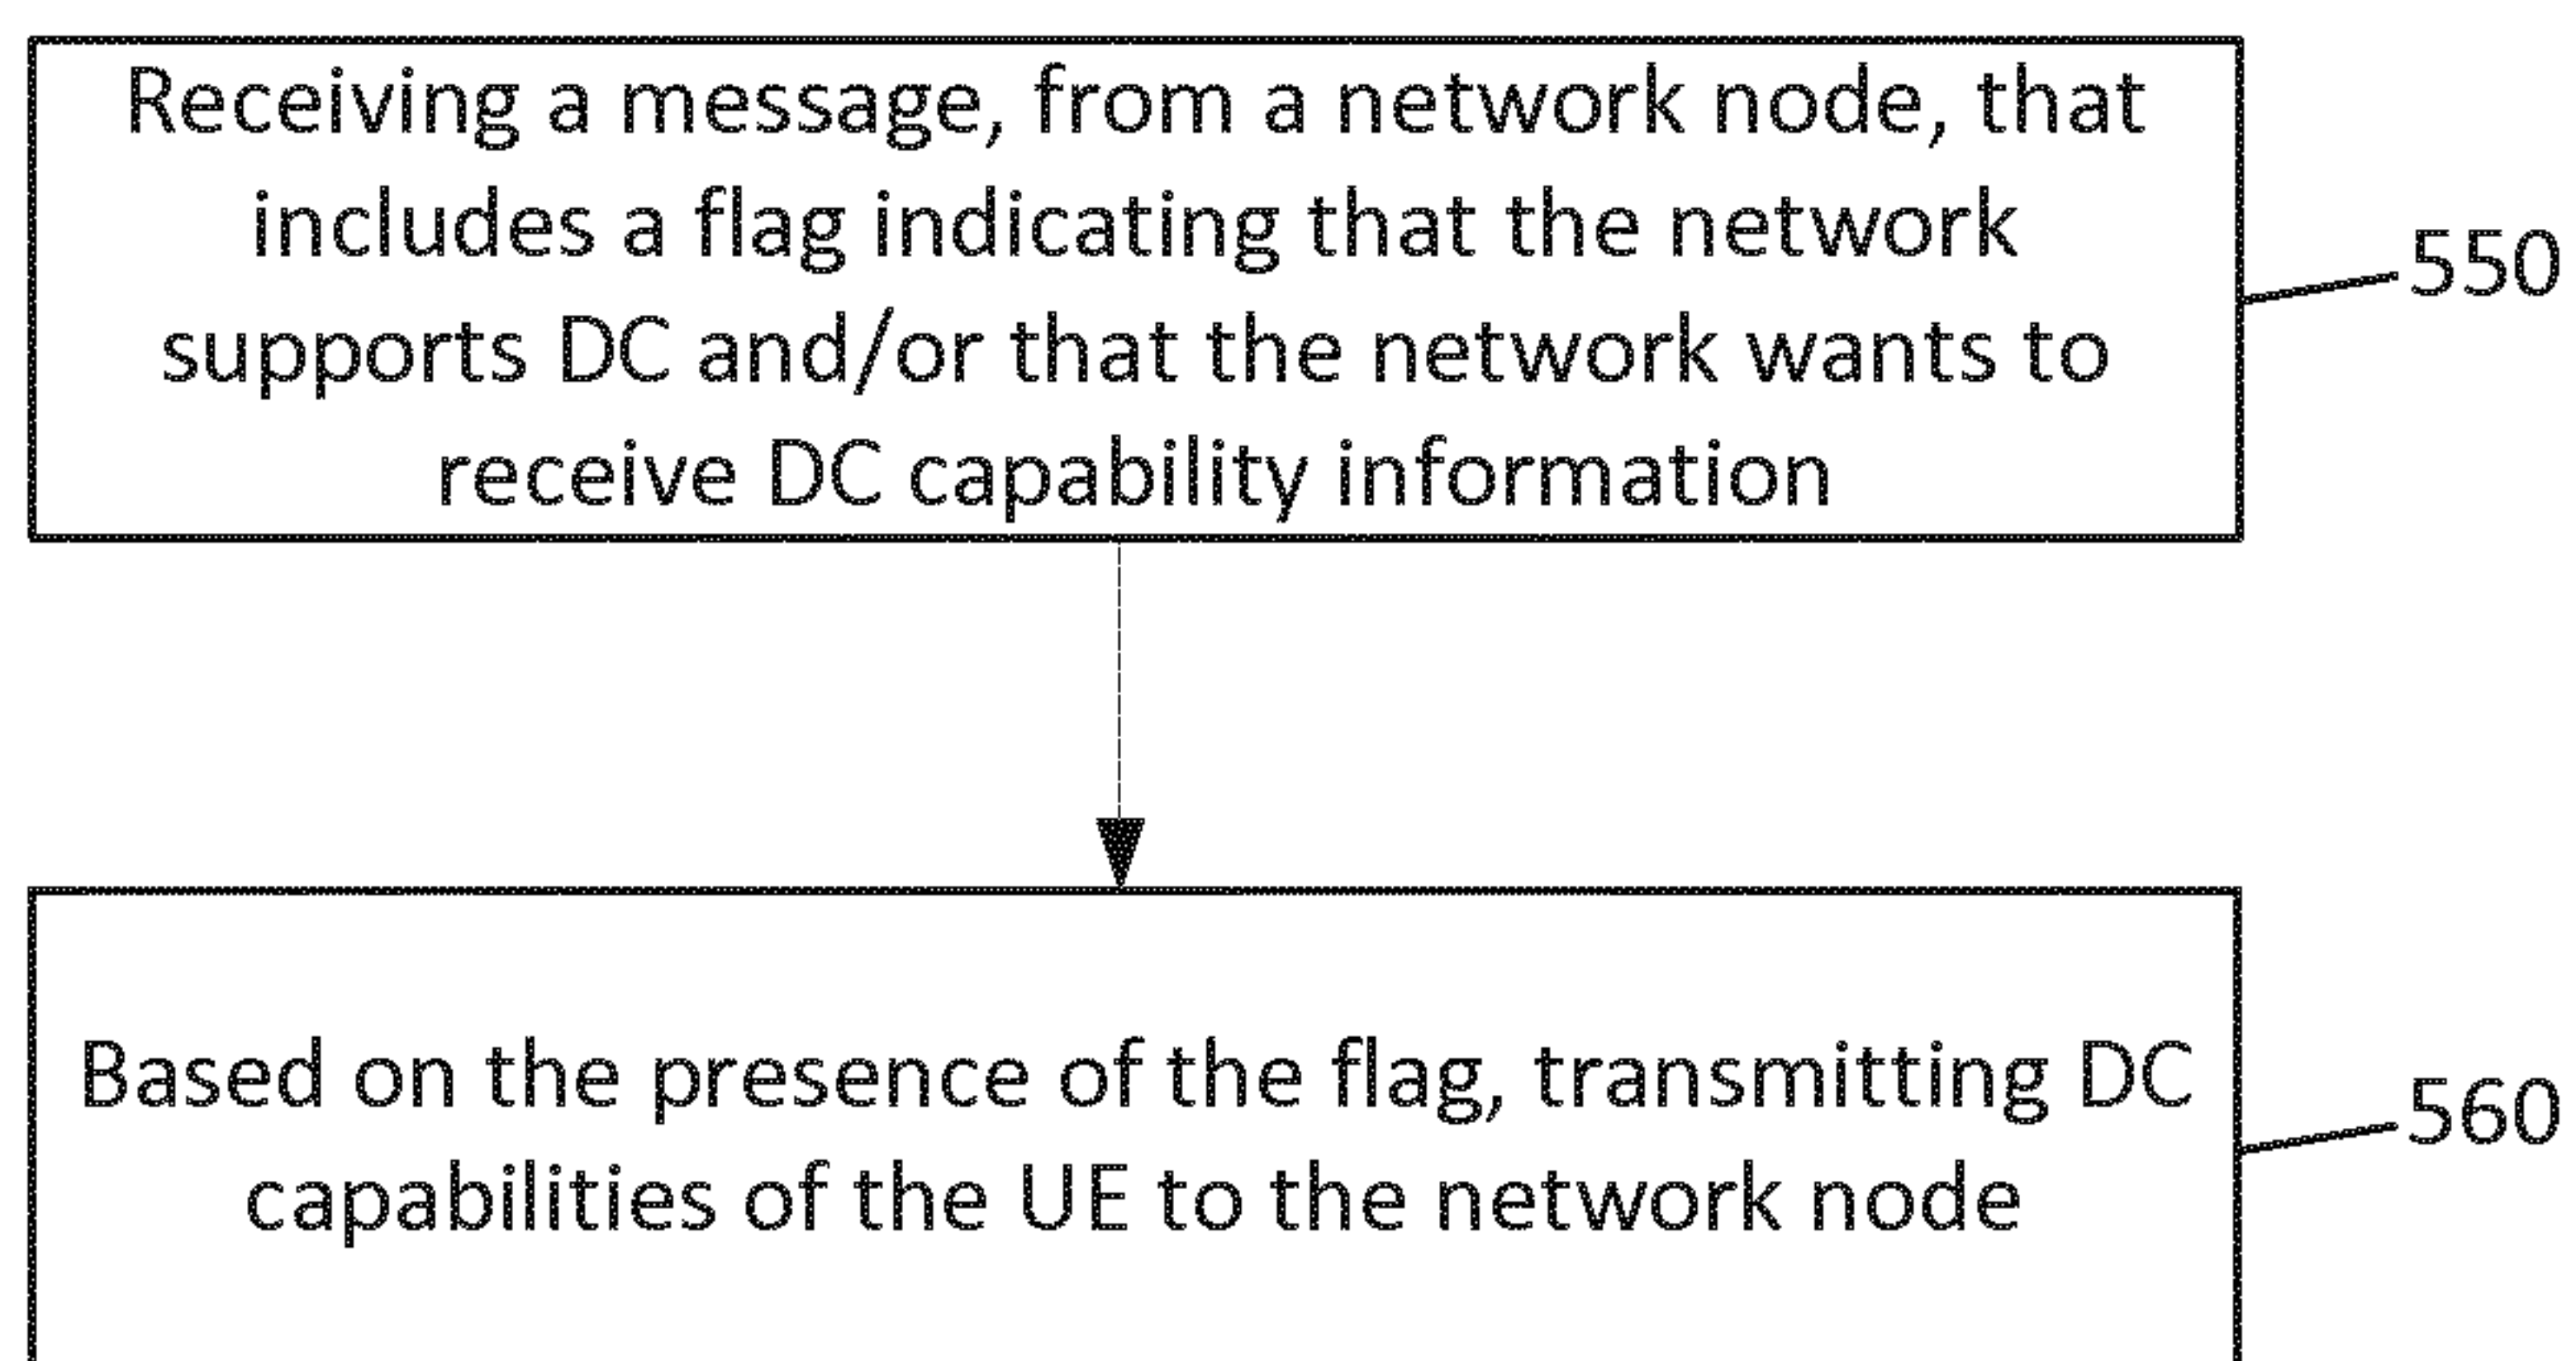 Receiving a message, from a network node, that
includes a flag indicating that the network
supports DC and/or that the network wants to
receive DC capability information
550
Based on the presence of the flag, transmitting DC
capabilities of the UE to the network node
560